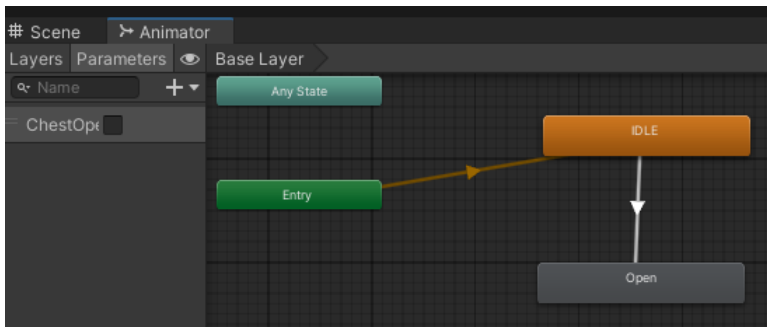 Scene Animator
Layers Parameters Base Layer
Name
Any State
ChestOpe
IDLE
Entry
Open